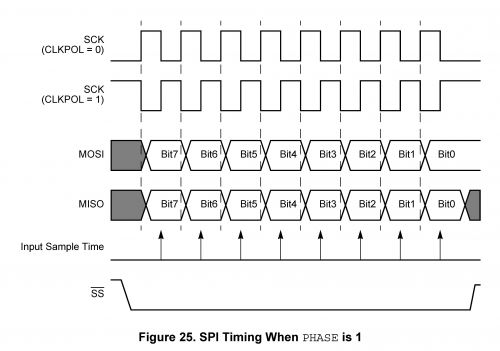 SCK
(CLKPOL = 0)
SCK
(CLKPOL = 1)
MOSI Bit7 Bit6 Bit5 Bit4 Bit3 Bit2 Bit1 Bit0
MISO Bit7 Bit6 Bit5 Bit4 Bit3 Bit2 Bit1 Bit0
Input Sample Time
SS
Figure 25. SPI Timing When PHASE is 1